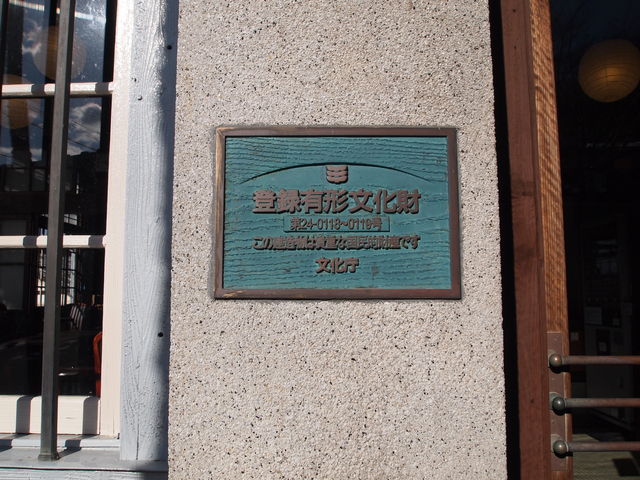 登録有形文化財
第24-0118~0119号
この建造物は貴重な国民的財産です
文化庁